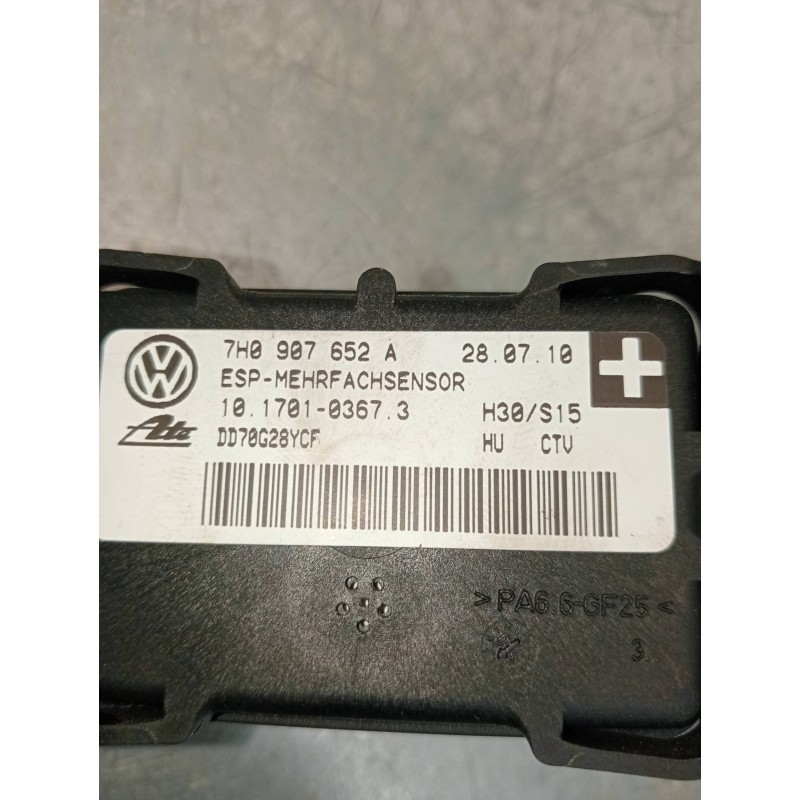 7H0 907 652 A 28.07.10
ESP-MEHRFACHSENSOR
10.1701-0367.3 H30/S15
Ate DD70G28YCF HU CTV
>PA6.6-GF25<
3